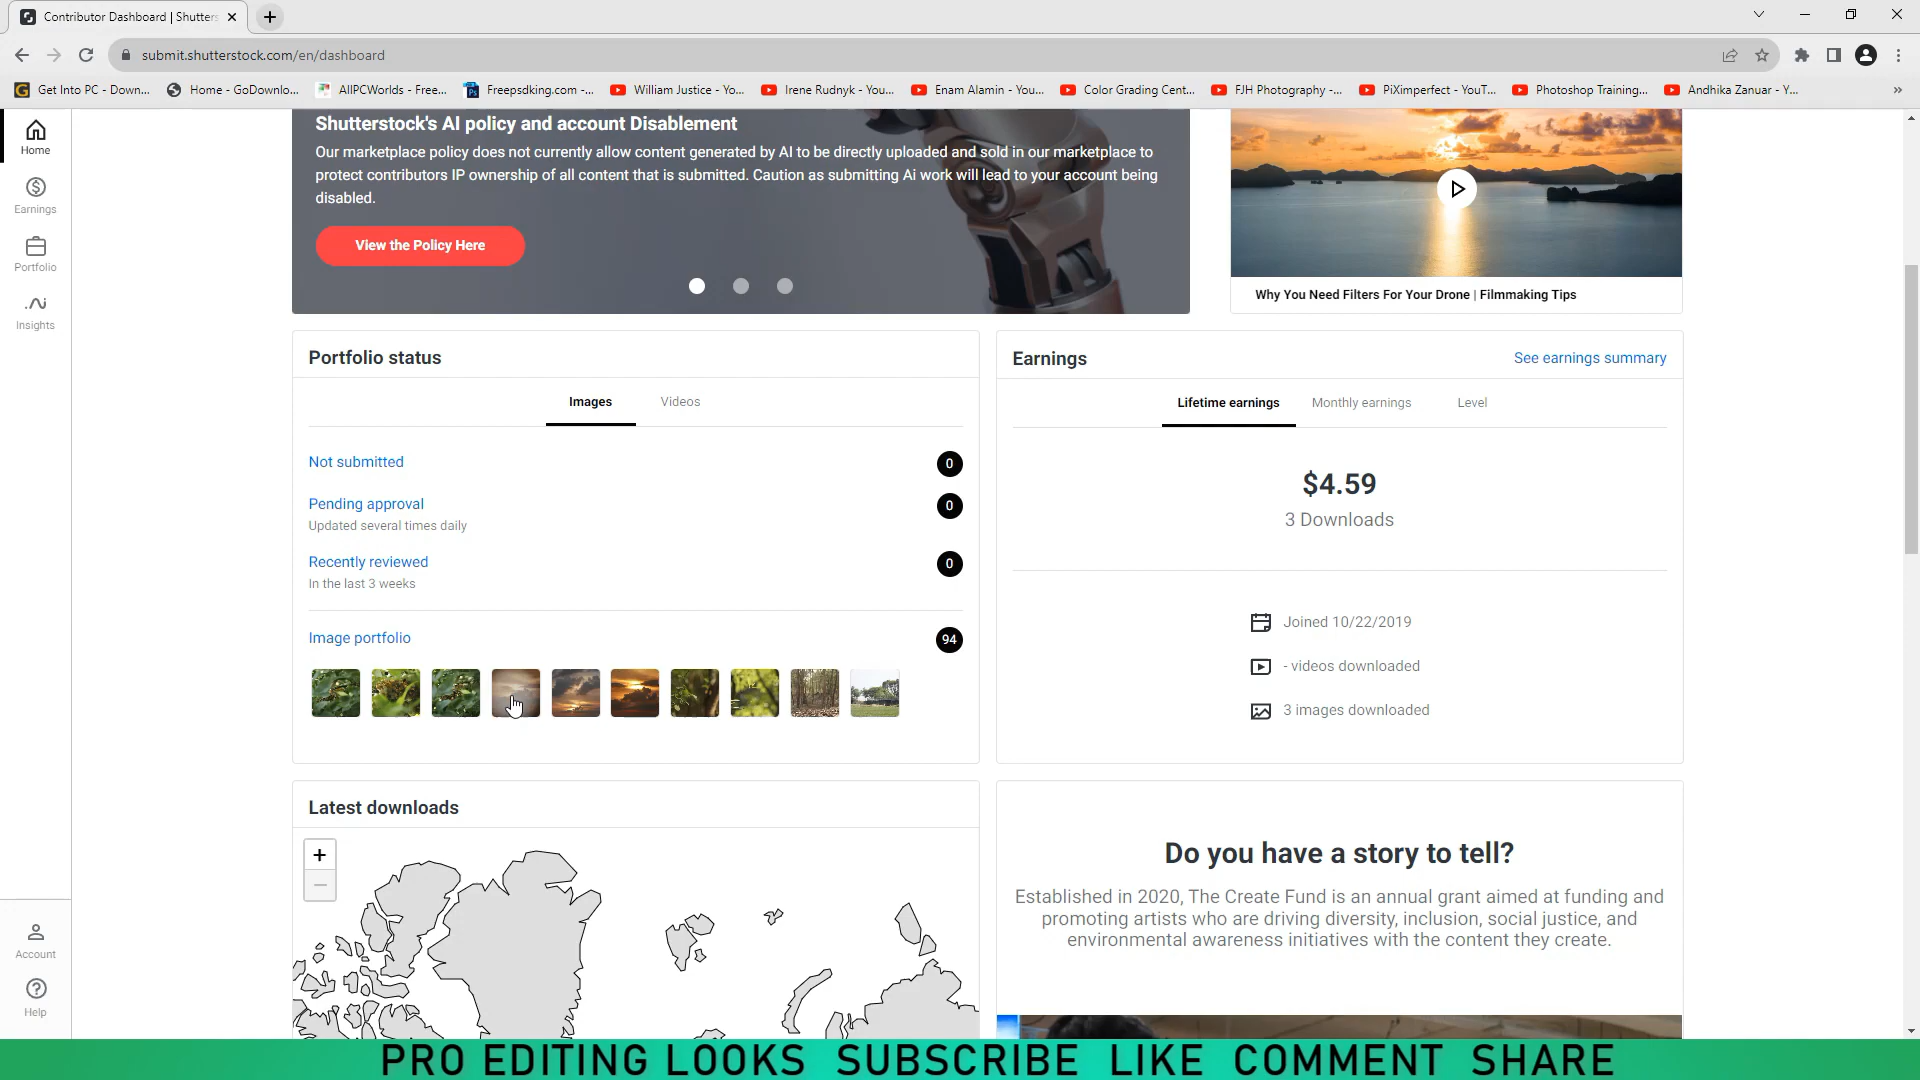 Contributor Dashboard | Shutters
submit.shutterstock.com/en/dashboard
Get Into PC - Down...
Home - GoDownlo...
AllPCWorlds - Free...
Freepsdking.com -...
William Justice - Yo...
Irene Rudnyk - You...
Enam Alamin - You...
Color Grading Cent...
FJH Photography -...
PiXimperfect - YouT...
Photoshop Training...
Andhika Zanuar - Y...
Home
Earnings
Portfolio
Insights
Account
Help
Shutterstock's AI policy and account Disablement
Our marketplace policy does not currently allow content generated by AI to be directly uploaded and sold in our marketplace to
protect contributors IP ownership of all content that is submitted. Caution as submitting Ai work will lead to your account being
disabled.
View the Policy Here
Why You Need Filters For Your Drone | Filmmaking Tips
Portfolio status
Images
Videos
Not submitted
0
Pending approval
0
Updated several times daily
Recently reviewed
0
In the last 3 weeks
Image portfolio
94
Earnings
See earnings summary
Lifetime earnings
Monthly earnings
Level
$4.59
3 Downloads
Joined 10/22/2019
- videos downloaded
3 images downloaded
Latest downloads
+
−
Do you have a story to tell?
Established in 2020, The Create Fund is an annual grant aimed at funding and
promoting artists who are driving diversity, inclusion, social justice, and
environmental awareness initiatives with the content they create.
PRO EDITING LOOKS SUBSCRIBE LIKE COMMENT SHARE